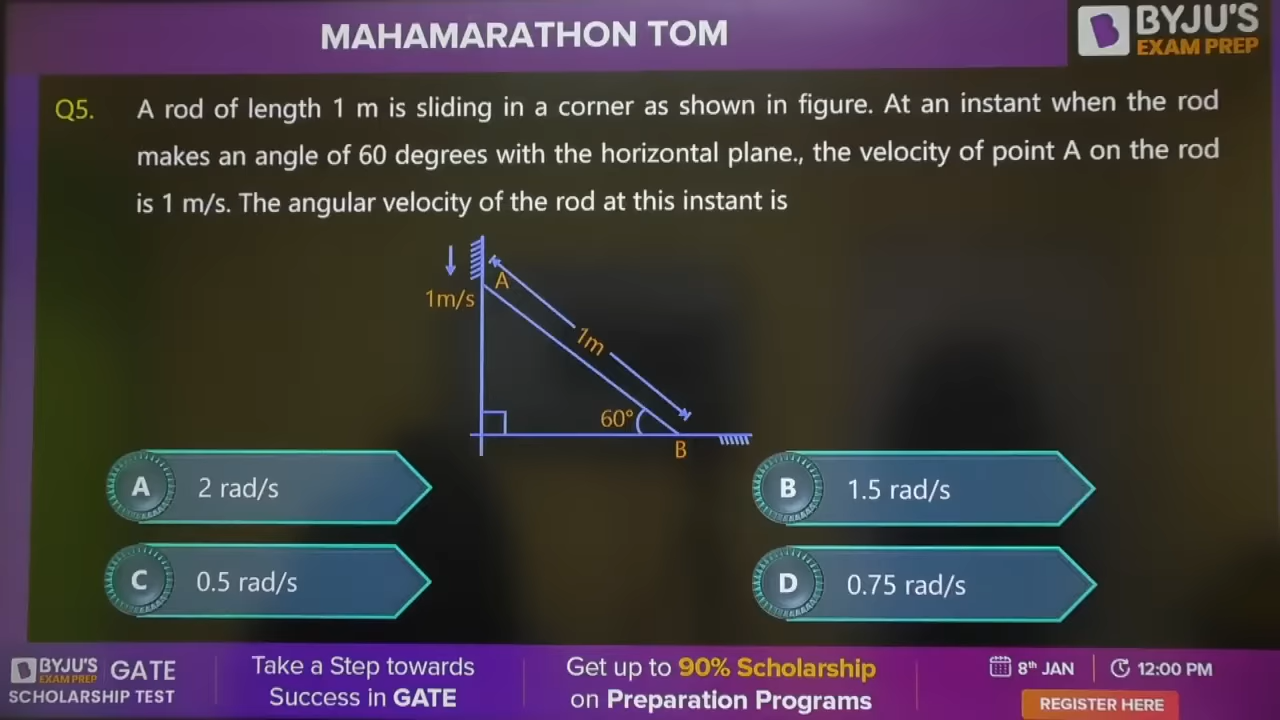 MAHAMARATHON TOM
BYJU'S
EXAM PREP
Q5. A rod of length 1 m is sliding in a corner as shown in figure. At an instant when the rod
makes an angle of 60 degrees with the horizontal plane., the velocity of point A on the rod
is 1 m/s. The angular velocity of the rod at this instant is
A
1m/s
1m
60°
B
A 2 rad/s
B 1.5 rad/s
C 0.5 rad/s
D 0.75 rad/s
BYJU'S
EXAM PREP
GATE
SCHOLARSHIP TEST
Take a Step towards
Success in GATE
Get up to 90% Scholarship
on Preparation Programs
8th JAN
12:00 PM
REGISTER HERE